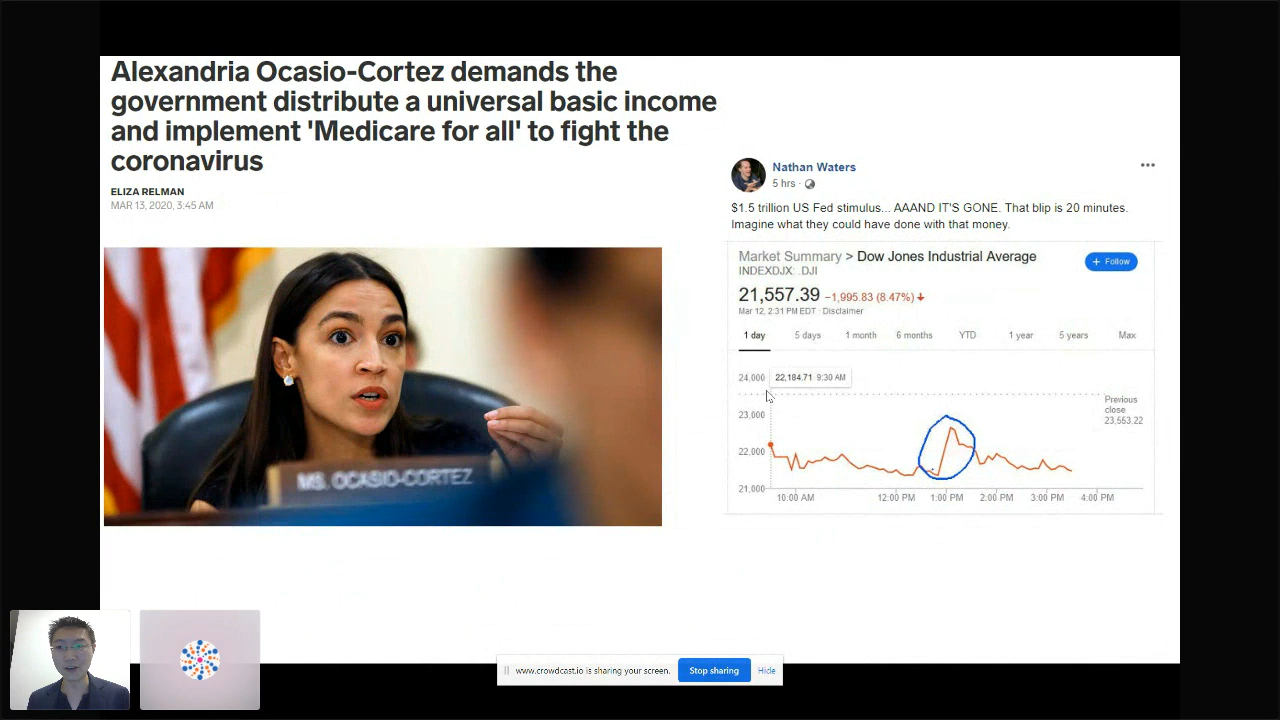 Alexandria Ocasio-Cortez demands the
government distribute a universal basic income
and implement 'Medicare for all' to fight the
coronavirus
ELIZA RELMAN
MAR 13, 2020, 3:45 AM
MS. OCASIO-CORTEZ
Nathan Waters
5 hrs ·
$1.5 trillion US Fed stimulus... AAAND IT'S GONE. That blip is 20 minutes.
Imagine what they could have done with that money.
Market Summary > Dow Jones Industrial Average
INDEXDJX: .DJI
+ Follow
21,557.39 −1,995.83 (8.47%)
Mar 12, 2:31 PM EDT · Disclaimer
1 day 5 days 1 month 6 months YTD 1 year 5 years Max
24,000
22,184.71 9:30 AM
Previous
close
23,553.22
23,000
22,000
21,000
10:00 AM 12:00 PM 1:00 PM 2:00 PM 3:00 PM 4:00 PM
www.crowdcast.io is sharing your screen. Stop sharing Hide